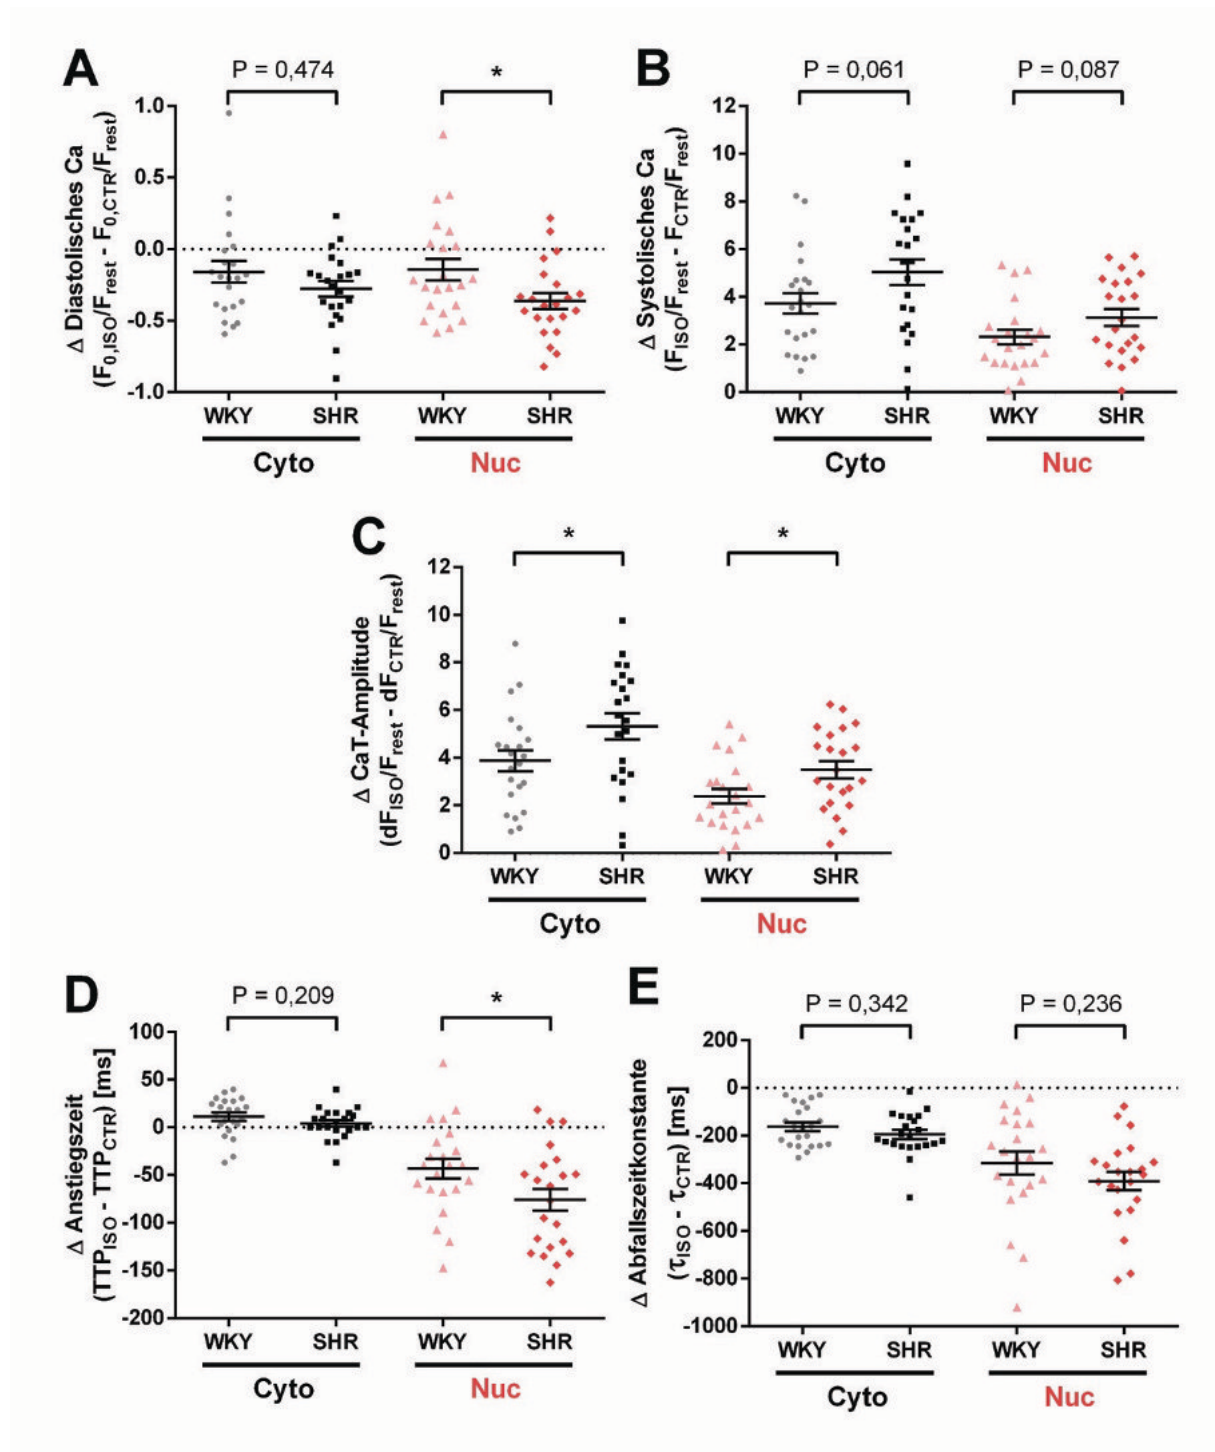 A
P = 0,474
*
Δ Diastolisches Ca
(F0,ISO/Frest - F0,CTR/Frest)
1.0
0.5
0.0
-0.5
-1.0
WKY SHR WKY SHR
Cyto Nuc
B
P = 0,061
P = 0,087
Δ Systolisches Ca
(FISO/Frest - FCTR/Frest)
12
10
8
6
4
2
0
WKY SHR WKY SHR
Cyto Nuc
C
*
*
Δ CaT-Amplitude
(dFISO/Frest - dFCTR/Frest)
12
10
8
6
4
2
0
WKY SHR WKY SHR
Cyto Nuc
D
P = 0,209
*
Δ Anstiegszeit
(TTPISO - TTPCTR) [ms]
100
50
0
-50
-100
-150
-200
WKY SHR WKY SHR
Cyto Nuc
E
P = 0,342
P = 0,236
Δ Abfallszeitkonstante
(τISO - τCTR) [ms]
200
0
-200
-400
-600
-800
-1000
WKY SHR WKY SHR
Cyto Nuc